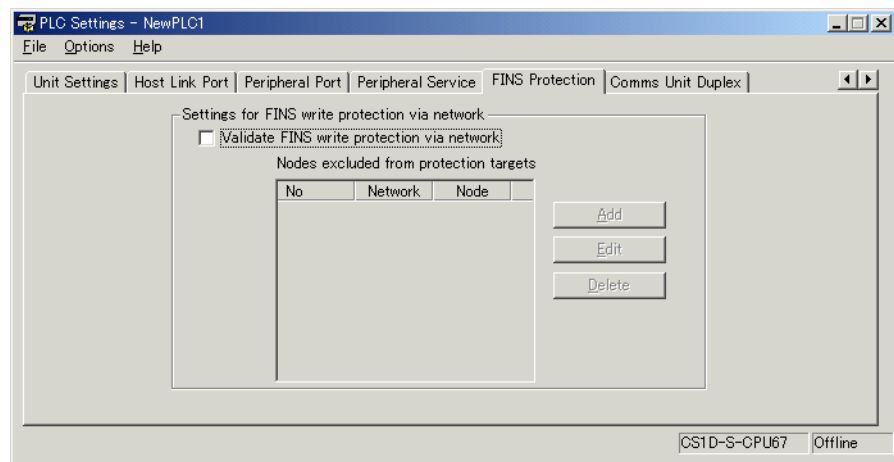 PLC Settings - NewPLC1
File Options Help
Unit Settings Host Link Port Peripheral Port Peripheral Service FINS Protection Comms Unit Duplex
Settings for FINS write protection via network
Validate FINS write protection via network
Nodes excluded from protection targets
No Network Node
Add
Edit
Delete
CS1D-S-CPU67 Offline